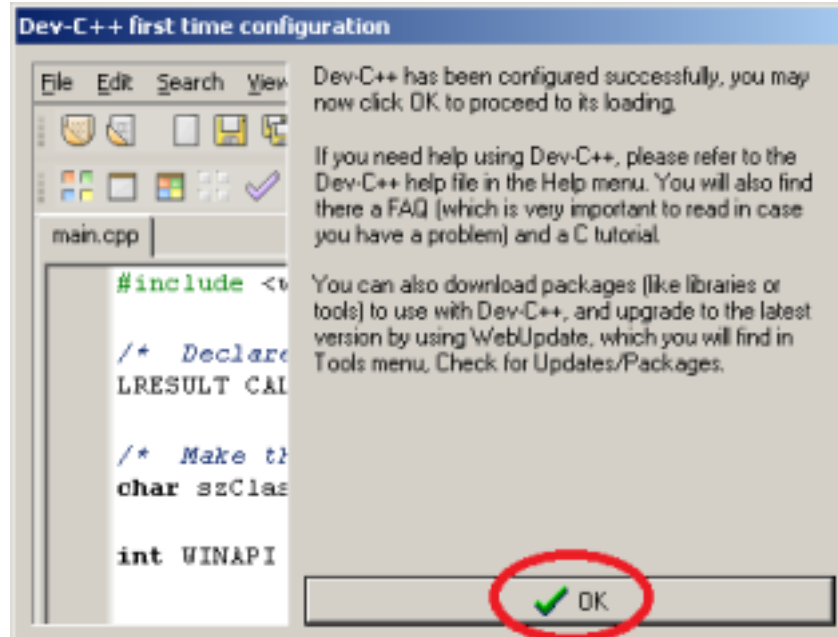 Dev-C++ first time configuration
File Edit Search View
main.cpp
#include <w
/* Declare
LRESULT CAL
/* Make th
char szClas
int WINAPI
Dev-C++ has been configured successfully, you may
now click OK to proceed to its loading.
If you need help using Dev-C++, please refer to the
Dev-C++ help file in the Help menu. You will also find
there a FAQ (which is very important to read in case
you have a problem) and a C tutorial.
You can also download packages (like libraries or
tools) to use with Dev-C++, and upgrade to the latest
version by using WebUpdate, which you will find in
Tools menu, Check for Updates/Packages.
OK